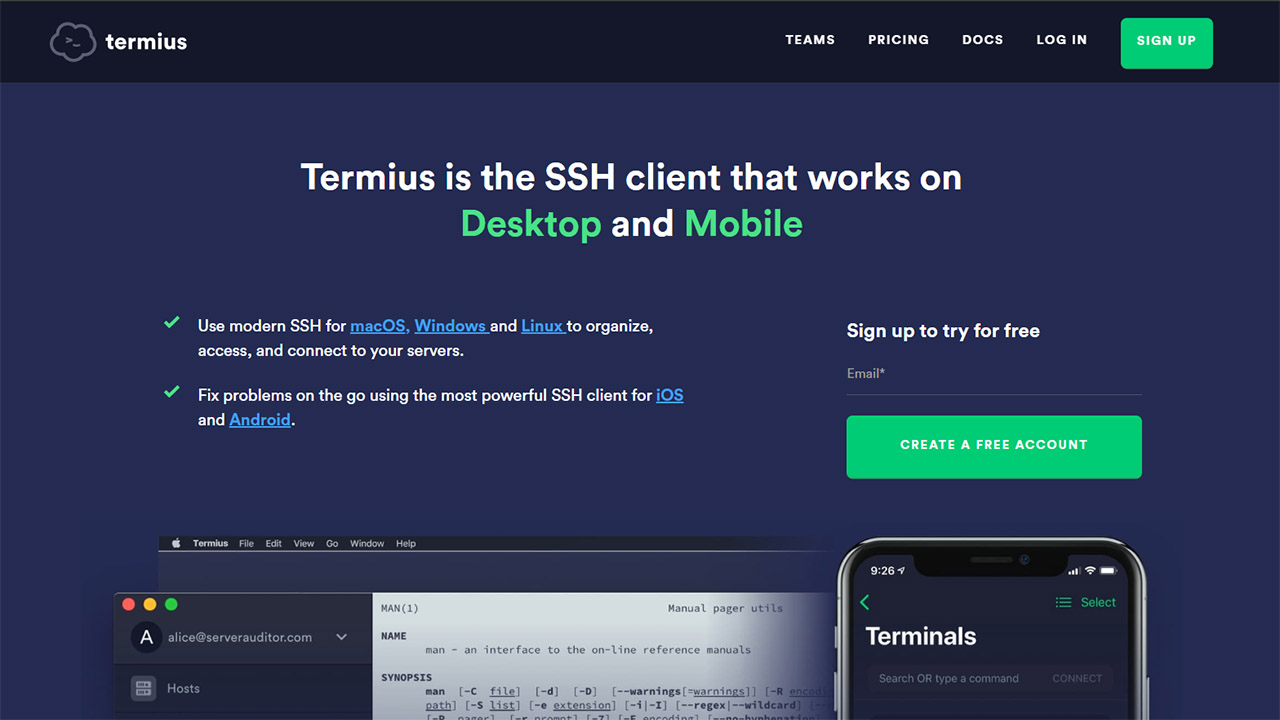 termius
TEAMS PRICING DOCS LOG IN SIGN UP
Termius is the SSH client that works on
Desktop and Mobile
Use modern SSH for macOS, Windows and Linux to organize,
access, and connect to your servers.
Fix problems on the go using the most powerful SSH client for iOS
and Android.
Sign up to try for free
Email*
CREATE A FREE ACCOUNT
Termius File Edit View Go Window Help
A alice@serverauditor.com
Hosts
MAN(1) Manual pager utils
NAME
man - an interface to the on-line reference manuals
SYNOPSIS
man [-C file] [-d] [-D] [--warnings[=warnings]] [-R
path] [-S list] [-e extension] [-i|-I] [--regex|--wildcard]
9:26
Select
Terminals
Search OR type a command CONNECT